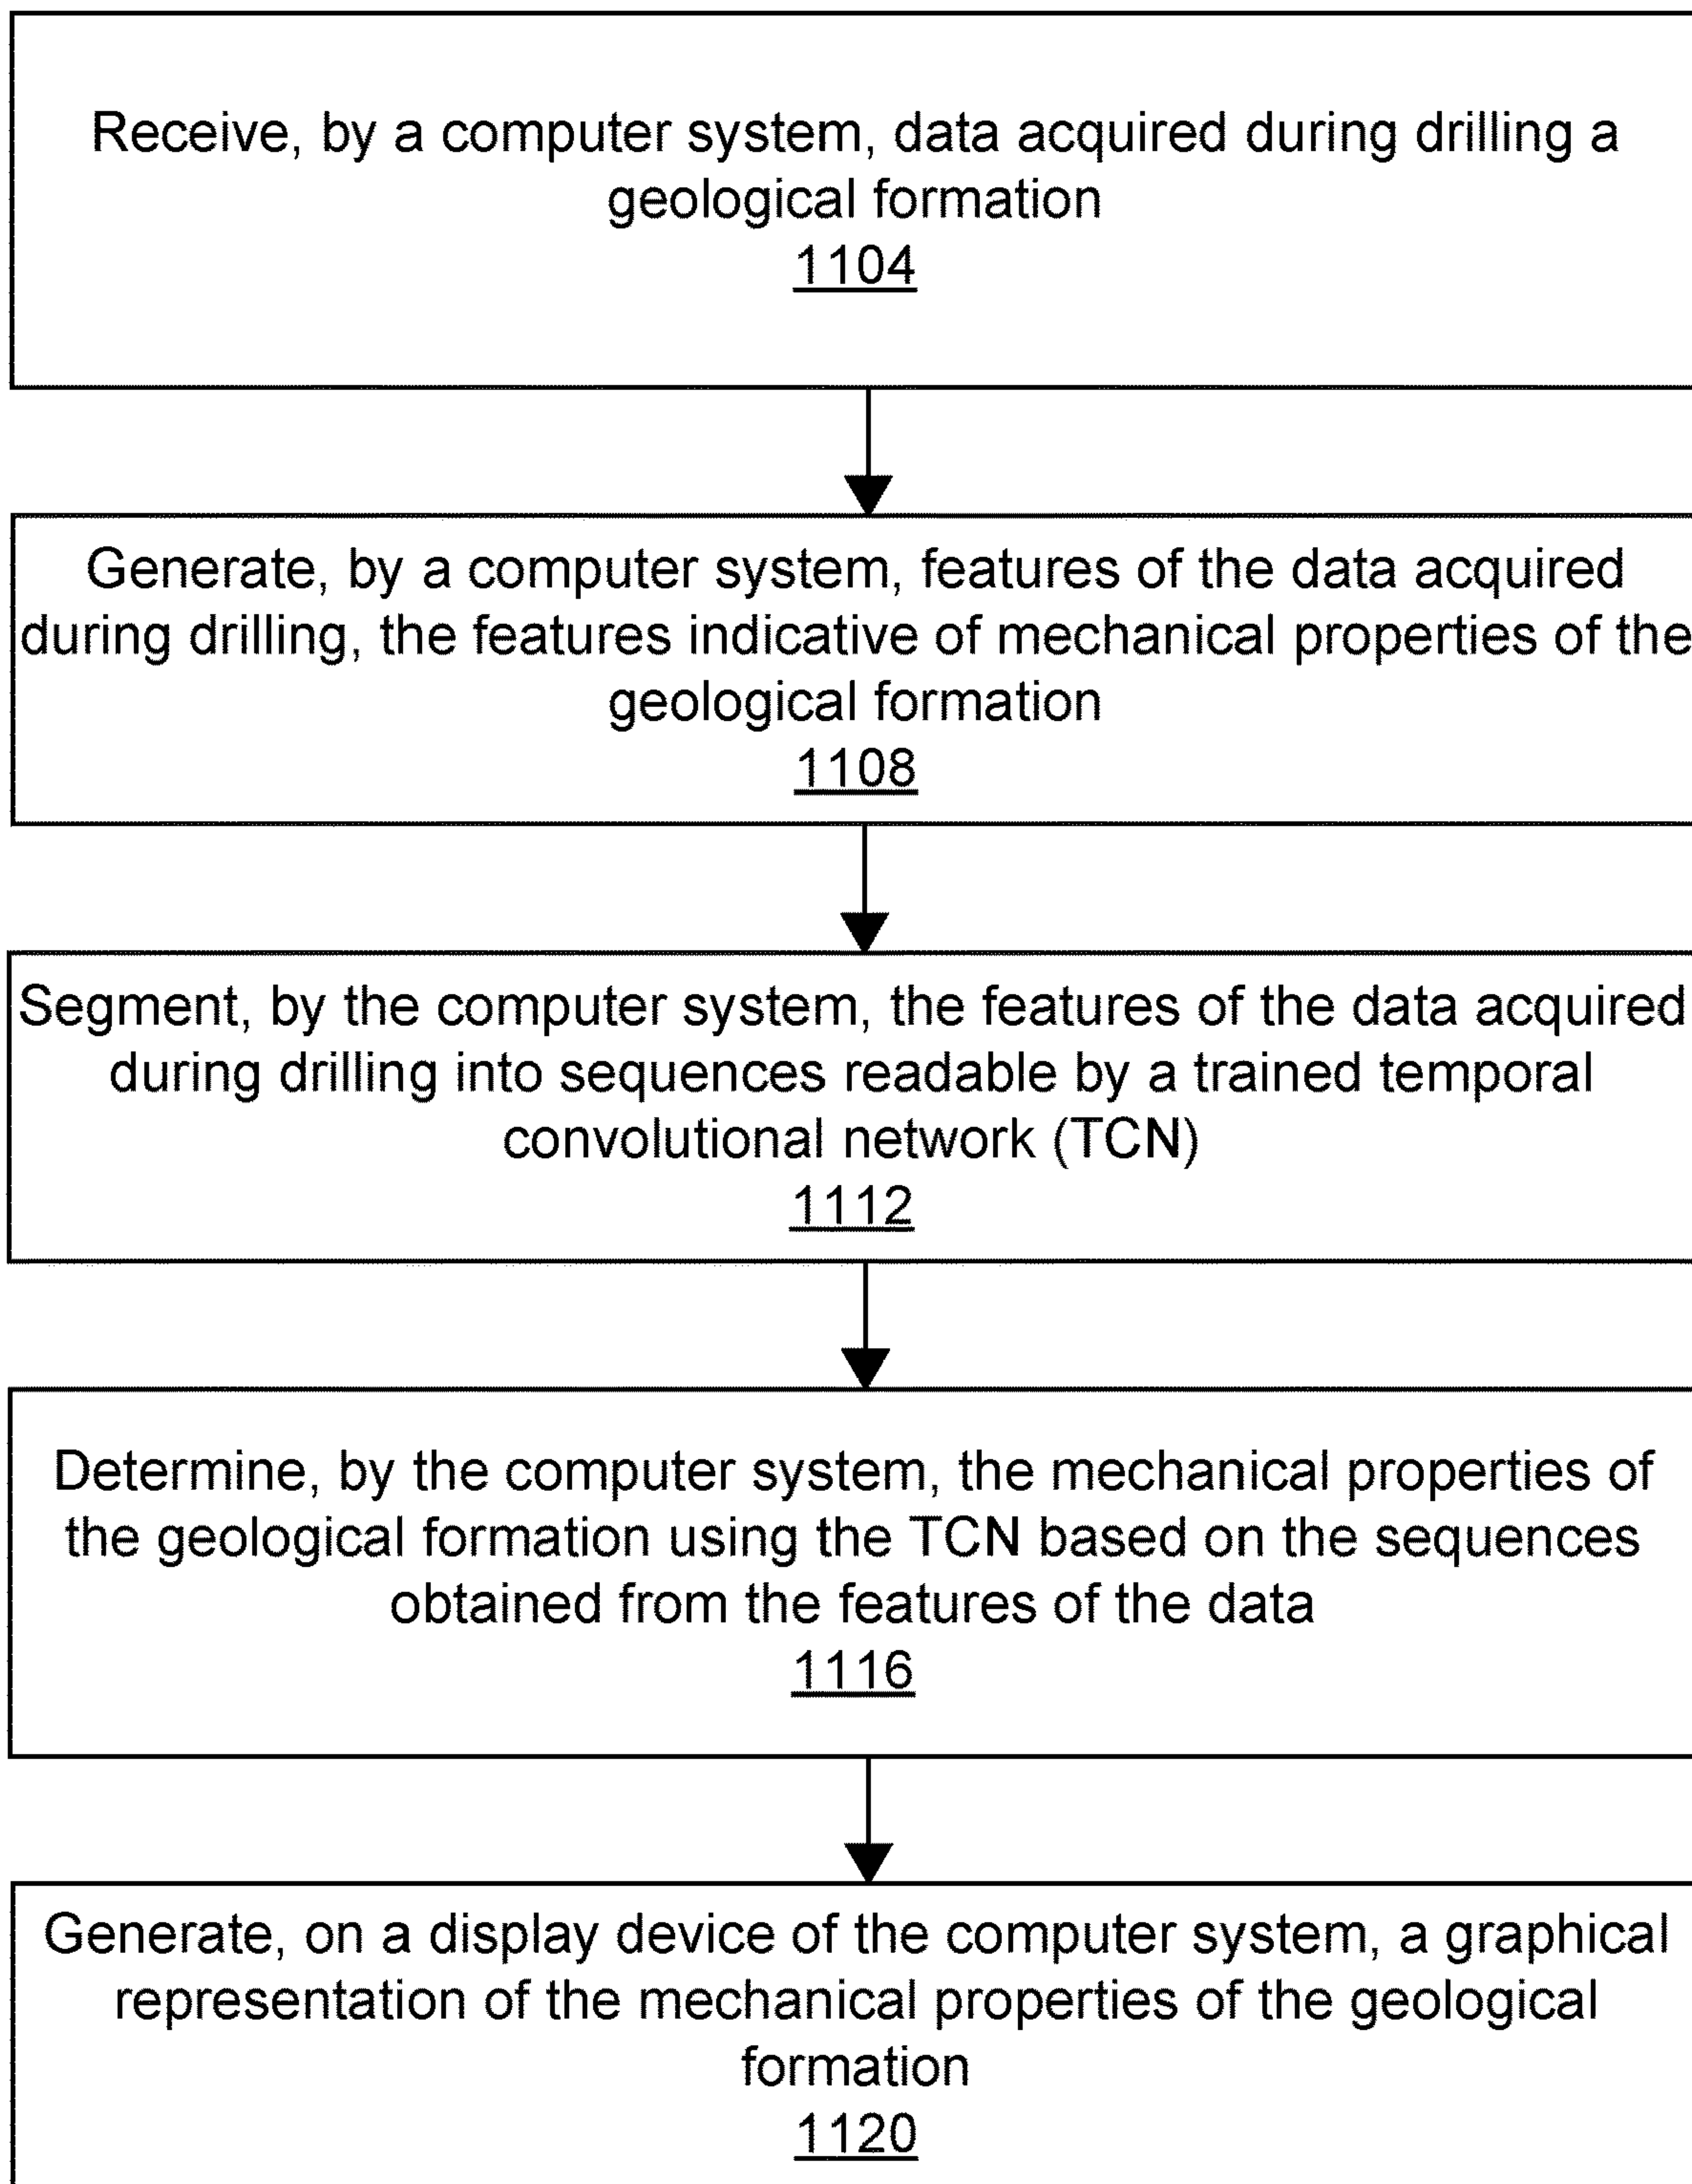 Receive, by a computer system, data acquired during drilling a
geological formation
1104
Generate, by a computer system, features of the data acquired
during drilling, the features indicative of mechanical properties of the
geological formation
1108
Segment, by the computer system, the features of the data acquired
during drilling into sequences readable by a trained temporal
convolutional network (TCN)
1112
Determine, by the computer system, the mechanical properties of
the geological formation using the TCN based on the sequences
obtained from the features of the data
1116
Generate, on a display device of the computer system, a graphical
representation of the mechanical properties of the geological
formation
1120